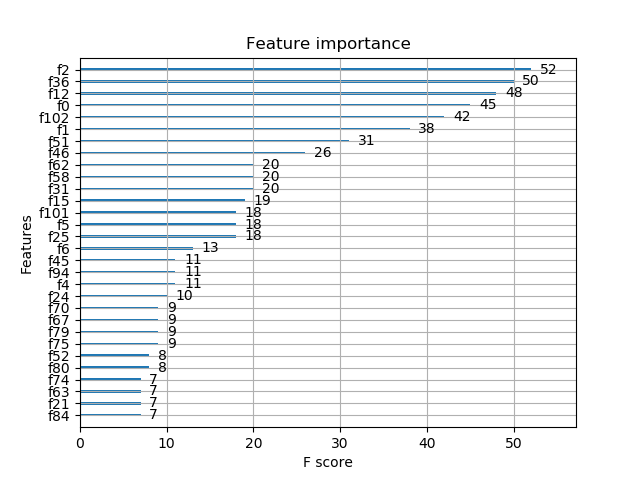 Feature importance
f2 52
f36 50
f12 48
f0 45
f102 42
f1 38
f51 31
f46 26
f62 20
f58 20
f31 20
f15 19
f101 18
f5 18
f25 18
f6 13
f45 11
f94 11
f4 11
f24 10
f70 9
f67 9
f79 9
f75 9
f52 8
f80 8
f74 7
f63 7
f21 7
f84 7
0 10 20 30 40 50
F score
Features